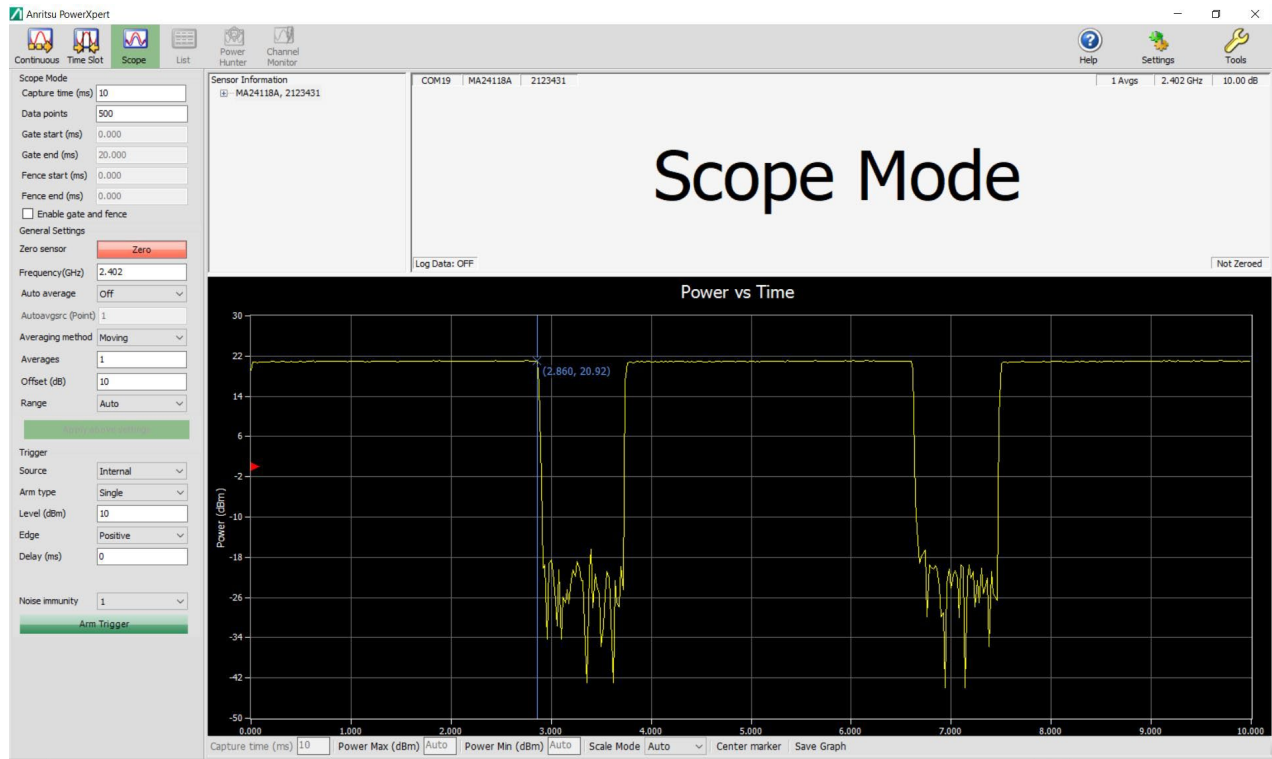 Anritsu PowerXpert
Continuous Time Slot Scope List Power Hunter Channel Monitor Help Settings Tools
Scope Mode
Capture time (ms) 10
Data points 500
Gate start (ms) 0.000
Gate end (ms) 20.000
Fence start (ms) 0.000
Fence end (ms) 0.000
Enable gate and fence
General Settings
Zero sensor Zero
Frequency(GHz) 2.402
Auto average Off
Autoavgsrc (Point) 1
Averaging method Moving
Averages 1
Offset (dB) 10
Range Auto
Trigger
Source Internal
Arm type Single
Level (dBm) 10
Edge Positive
Delay (ms) 0
Noise immunity 1
Arm Trigger
Sensor Information
MA24118A, 2123431
COM19 MA24118A 2123431
1 Avgs 2.402 GHz 10.00 dB
Scope Mode
Log Data: OFF
Not Zeroed
Power vs Time
30
22
14
6
-2
-10
-18
-26
-34
-42
-50
Power (dBm)
(2.860, 20.92)
0.000 1.000 2.000 3.000 4.000 5.000 6.000 7.000 8.000 9.000 10.000
Capture time (ms) 10 Power Max (dBm) Auto Power Min (dBm) Auto Scale Mode Auto Center marker Save Graph